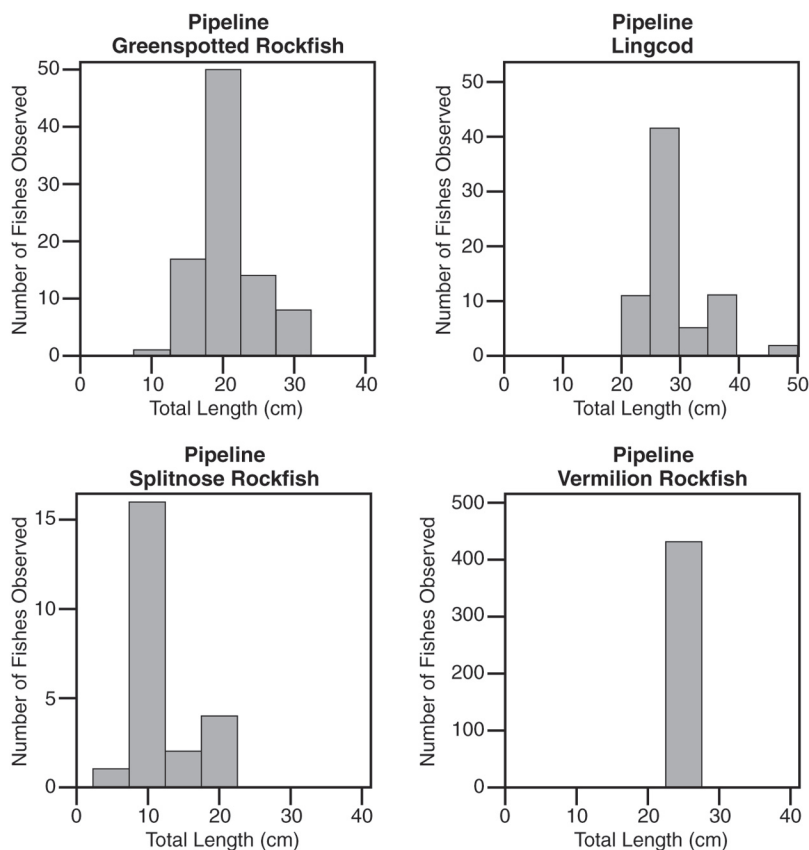 Pipeline
Greenspotted Rockfish
50
40
30
20
10
0
Number of Fishes Observed
0 10 20 30 40
Total Length (cm)
Pipeline
Lingcod
50
40
30
20
10
0
Number of Fishes Observed
0 10 20 30 40 50
Total Length (cm)
Pipeline
Splitnose Rockfish
15
10
5
0
Number of Fishes Observed
0 10 20 30 40
Total Length (cm)
Pipeline
Vermilion Rockfish
500
400
300
200
100
0
Number of Fishes Observed
0 10 20 30 40
Total Length (cm)